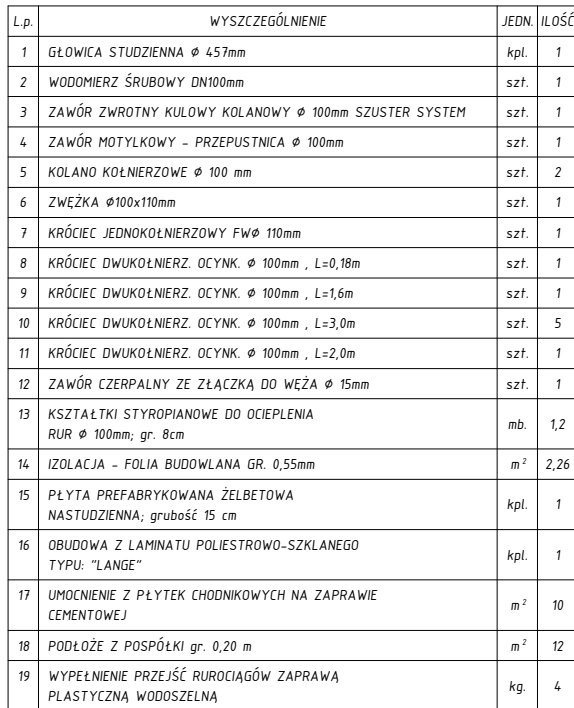 L.p. WYSZCZEGÓLNIENIE JEDN. ILOŚĆ
1 GŁOWICA STUDZIENNA Ø 457mm kpl. 1
2 WODOMIERZ ŚRUBOWY DN100mm szt. 1
3 ZAWÓR ZWROTNY KULOWY KOLANOWY Ø 100mm SZUSTER SYSTEM szt. 1
4 ZAWÓR MOTYLKOWY - PRZEPUSTNICA Ø 100mm szt. 1
5 KOLANO KOŁNIERZOWE Ø 100 mm szt. 2
6 ZWĘŻKA Ø100x110mm szt. 1
7 KRÓCIEC JEDNOKOŁNIERZOWY FWØ 110mm szt. 1
8 KRÓCIEC DWUKOŁNIERZ. OCYNK. Ø 100mm , L=0,18m szt. 1
9 KRÓCIEC DWUKOŁNIERZ. OCYNK. Ø 100mm , L=1,6m szt. 1
10 KRÓCIEC DWUKOŁNIERZ. OCYNK. Ø 100mm , L=3,0m szt. 5
11 KRÓCIEC DWUKOŁNIERZ. OCYNK. Ø 100mm , L=2,0m szt. 1
12 ZAWÓR CZERPALNY ZE ZŁĄCZKĄ DO WĘŻA Ø 15mm szt. 1
13 KSZTAŁTKI STYROPIANOWE DO OCIEPLENIA
RUR Ø 100mm; gr. 8cm mb. 1,2
14 IZOLACJA - FOLIA BUDOWLANA GR. 0,55mm m² 2,26
15 PŁYTA PREFABRYKOWANA ŻELBETOWA
NASTUDZIENNA; grubość 15 cm kpl. 1
16 OBUDOWA Z LAMINATU POLIESTROWO-SZKLANEGO
TYPU: "LANGE" kpl. 1
17 UMOCNIENIE Z PŁYTEK CHODNIKOWYCH NA ZAPRAWIE
CEMENTOWEJ m² 10
18 PODŁOŻE Z POSPÓŁKI gr. 0,20 m m² 12
19 WYPEŁNIENIE PRZEJŚĆ RUROCIĄGÓW ZAPRAWĄ
PLASTYCZNĄ WODOSZELNĄ kg. 4